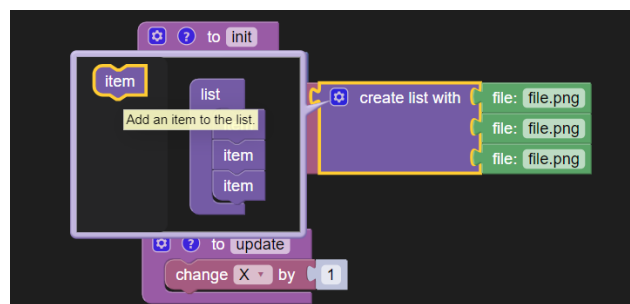 to init
item
list
create list with
file: file.png
Add an item to the list.
file: file.png
item
file: file.png
item
to update
change X by 1